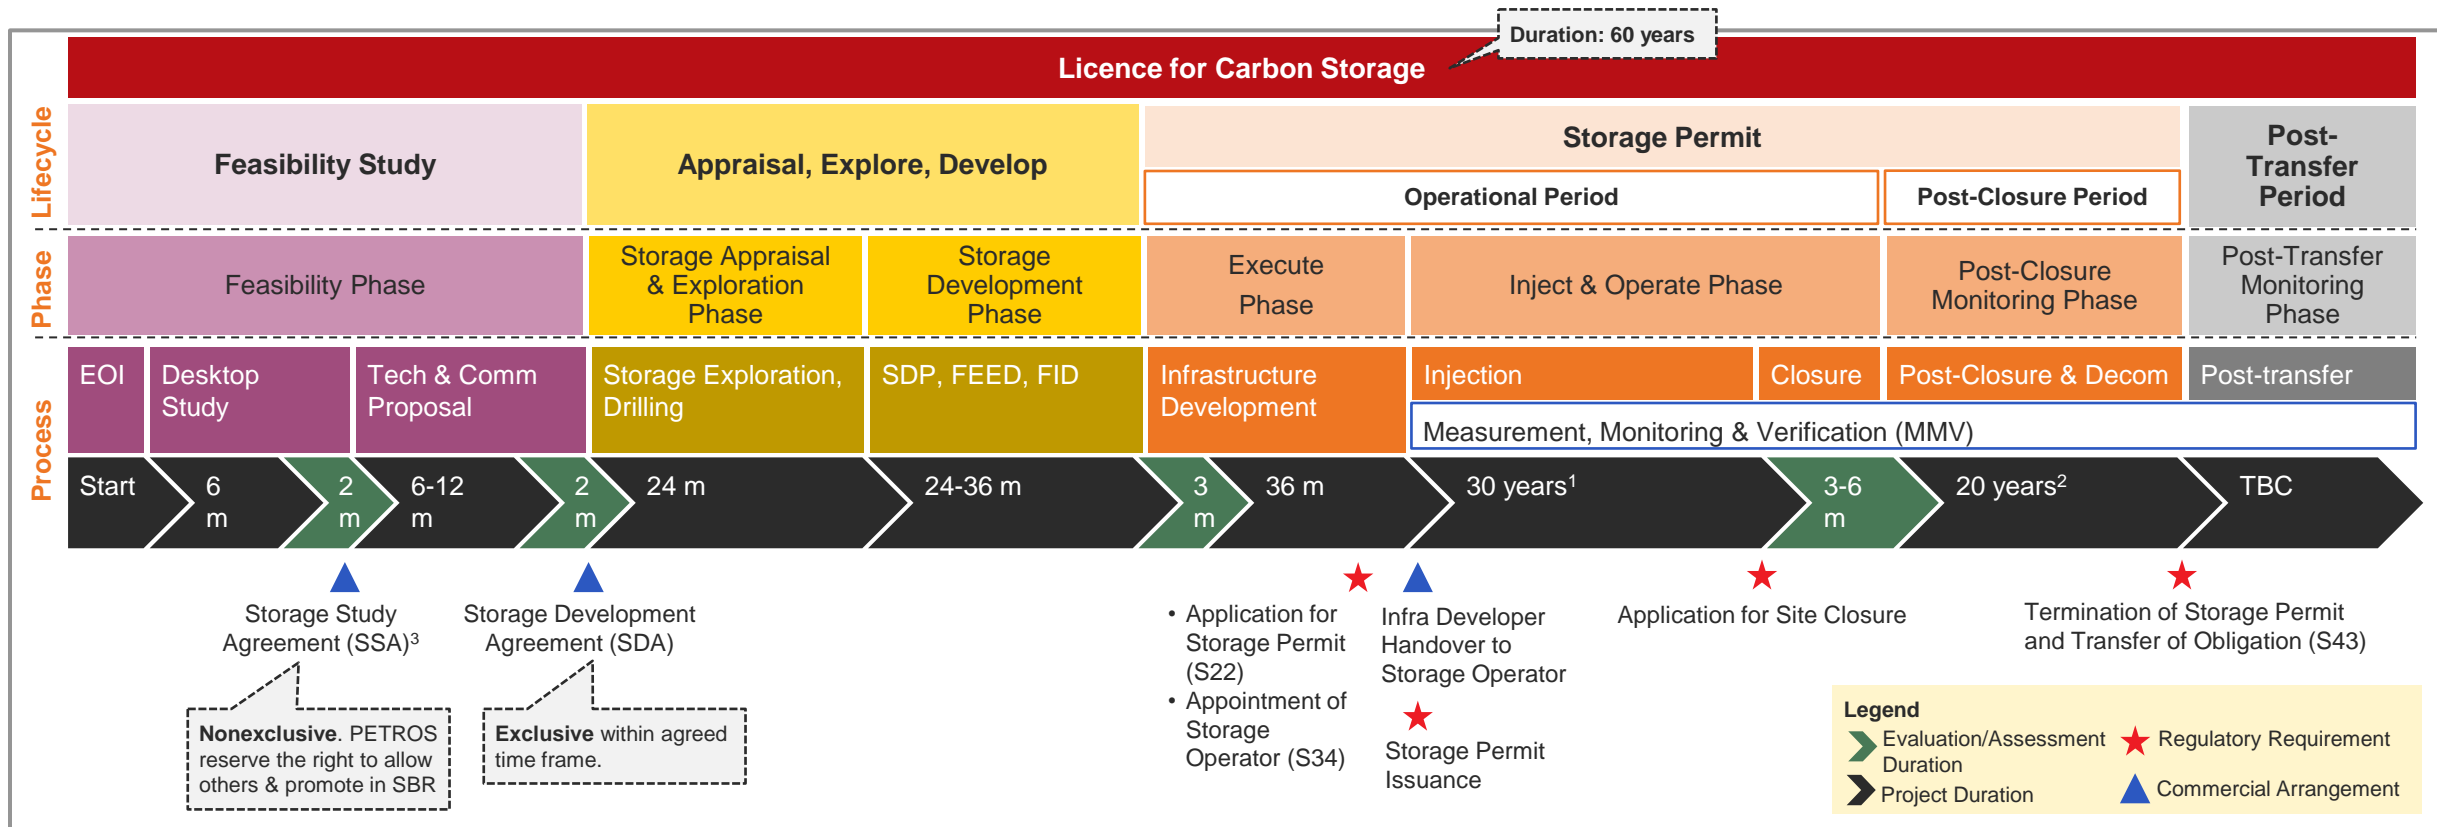 Duration: 60 years
Licence for Carbon Storage
Lifecycle
Feasibility Study
Appraisal, Explore, Develop
Storage Permit
Operational Period
Post-Closure Period
Post-
Transfer
Period
Phase
Feasibility Phase
Storage Appraisal
& Exploration
Phase
Storage
Development
Phase
Execute
Phase
Inject & Operate Phase
Post-Closure
Monitoring Phase
Post-Transfer
Monitoring
Phase
Process
EOI
Desktop
Study
Tech & Comm
Proposal
Storage Exploration,
Drilling
SDP, FEED, FID
Infrastructure
Development
Injection
Closure
Post-Closure & Decom
Post-transfer
Measurement, Monitoring & Verification (MMV)
Start
6
m
2
m
6-12
m
2
m
24 m
24-36 m
3
m
36 m
30 years¹
3-6
m
20 years²
TBC
Storage Study
Agreement (SSA)³
Storage Development
Agreement (SDA)
• Application for
Storage Permit
(S22)
• Appointment of
Storage
Operator (S34)
Infra Developer
Handover to
Storage Operator
Storage Permit
Issuance
Application for Site Closure
Termination of Storage Permit
and Transfer of Obligation (S43)
Nonexclusive. PETROS
reserve the right to allow
others & promote in SBR
Exclusive within agreed
time frame.
Legend
Evaluation/Assessment
Duration
Regulatory Requirement
Project Duration
Commercial Arrangement